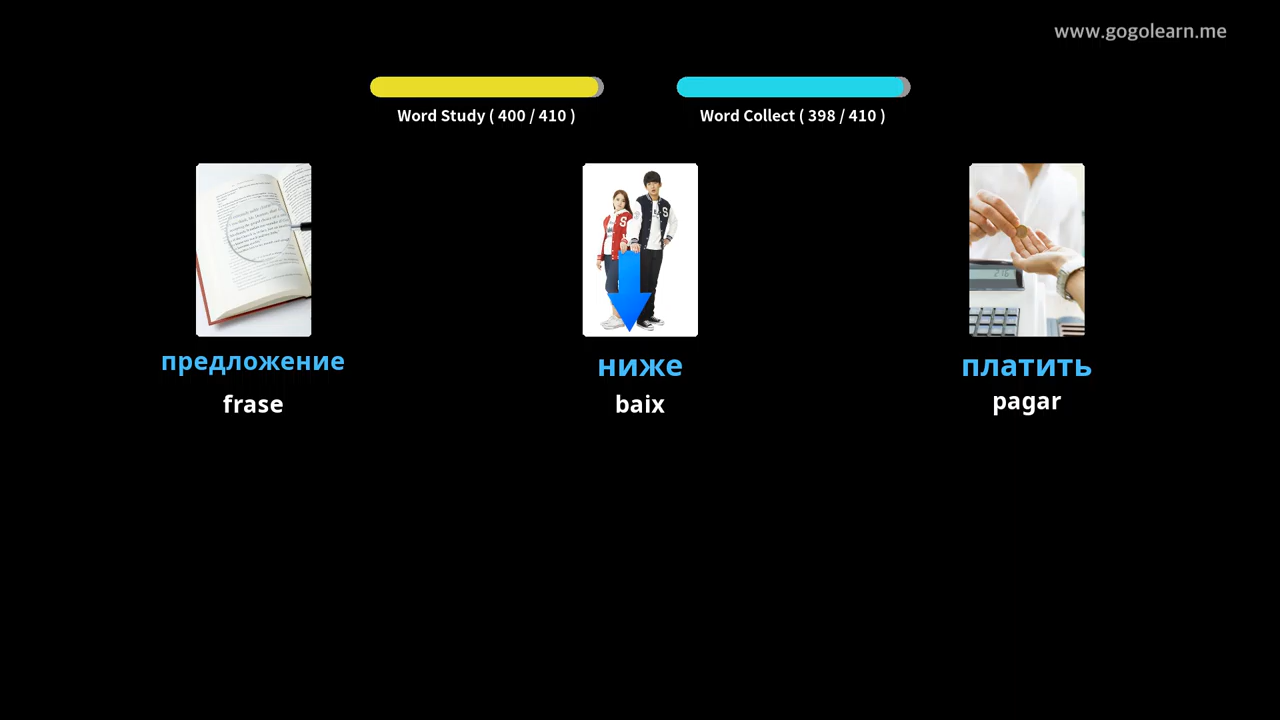 www.gogolearn.me
Word Study ( 400 / 410 )
Word Collect ( 398 / 410 )
предложение
ниже
платить
frase
baix
pagar